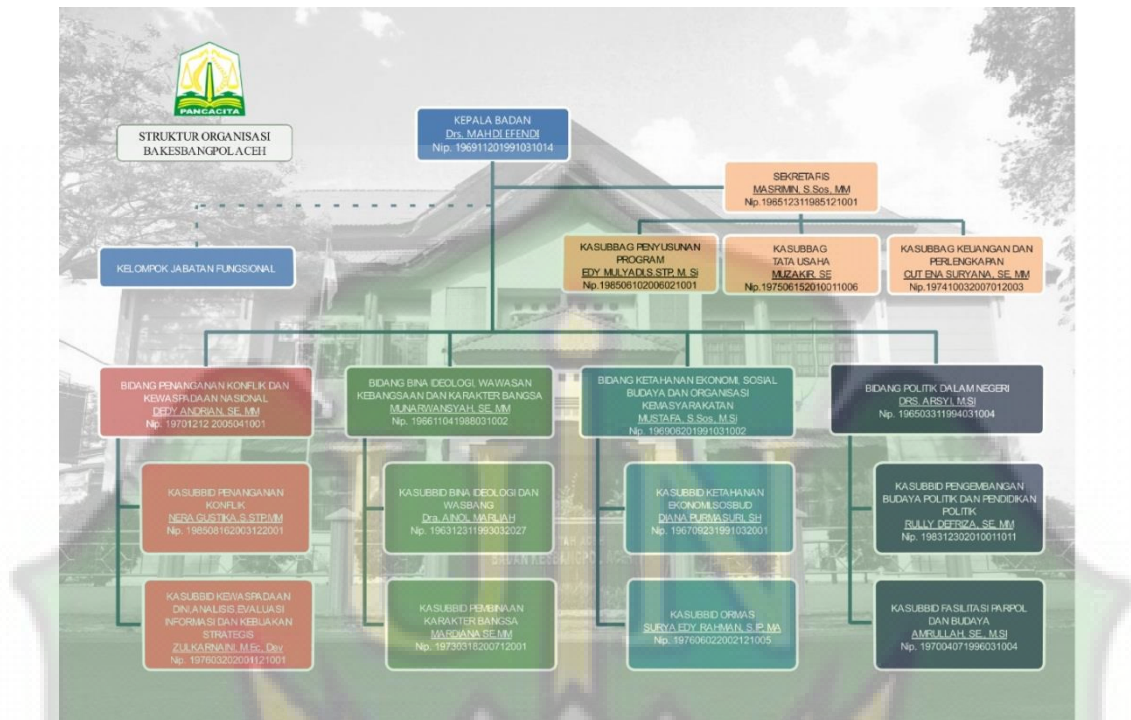 PANCACITA
STRUKTUR ORGANISASI
BAKESBANGPOL ACEH
KEPALA BADAN
Drs. MAHDI EFENDI
Nip. 196911201991031014
SEKRETARIS
MASRIMIN, S.Sos, MM
Nip.196512311985121001
KELOMPOK JABATAN FUNGSIONAL
KASUBBAG PENYUSUNAN
PROGRAM
EDY MULYADI,S.STP, M. Si
Nip.198506102006021001
KASUBBAG
TATA USAHA
MUZAKIR, SE
Nip.197506152010011006
KASUBBAG KEUANGAN DAN
PERLENGKAPAN
CUT ENA SURYANA, SE, MM
Nip.197410032007012003
BIDANG PENANGANAN KONFLIK DAN
KEWASPADAAN NASIONAL
DEDY ANDRIAN, SE, MM
Nip. 19701212 2005041001
BIDANG BINA IDEOLOGI, WAWASAN
KEBANGSAAN DAN KARAKTER BANGSA
MUNARWANSYAH, SE, MM
Nip. 196611041988031002
BIDANG KETAHANAN EKONOMI, SOSIAL
BUDAYA DAN ORGANISASI
KEMASYARAKATAN
MUSTAFA, S.Sos, M.Si
Nip. 196906201991031002
BIDANG POLITIK DALAM NEGERI
DRS. ARSYI, M.SI
Nip. 196503311994031004
KASUBBID PENANGANAN
KONFLIK
NERA GUSTIKA,S.STP,MM
Nip. 198508162003122001
KASUBBID BINA IDEOLOGI DAN
WASBANG
Dra. AINOL MARLIAH
Nip. 196312311993032027
KASUBBID KETAHANAN
EKONOMI,SOSBUD
DIANA PURMASURI, SH
Nip. 196709231991032001
KASUBBID PENGEMBANGAN
BUDAYA POLITIK DAN PENDIDIKAN
POLITIK
RULLY DEFRIZA, SE, MM
Nip. 198312302010011011
KASUBBID KEWASPADAAN
DINI,ANALISIS EVALUASI
INFORMASI DAN KEBIJAKAN
STRATEGIS
ZULKARNAINI, M.Ec, Dev
Nip. 197603202001121001
KASUBBID PEMBINAAN
KARAKTER BANGSA
MARDIANA SE,MM
Nip. 19730316200712001
KASUBBID ORMAS
SURYA EDY RAHMAN, S.IP, MA
Nip. 197606022002121005
KASUBBID FASILITASI PARPOL
DAN BUDAYA
AMRULLAH, SE., M.SI
Nip. 197004071996031004